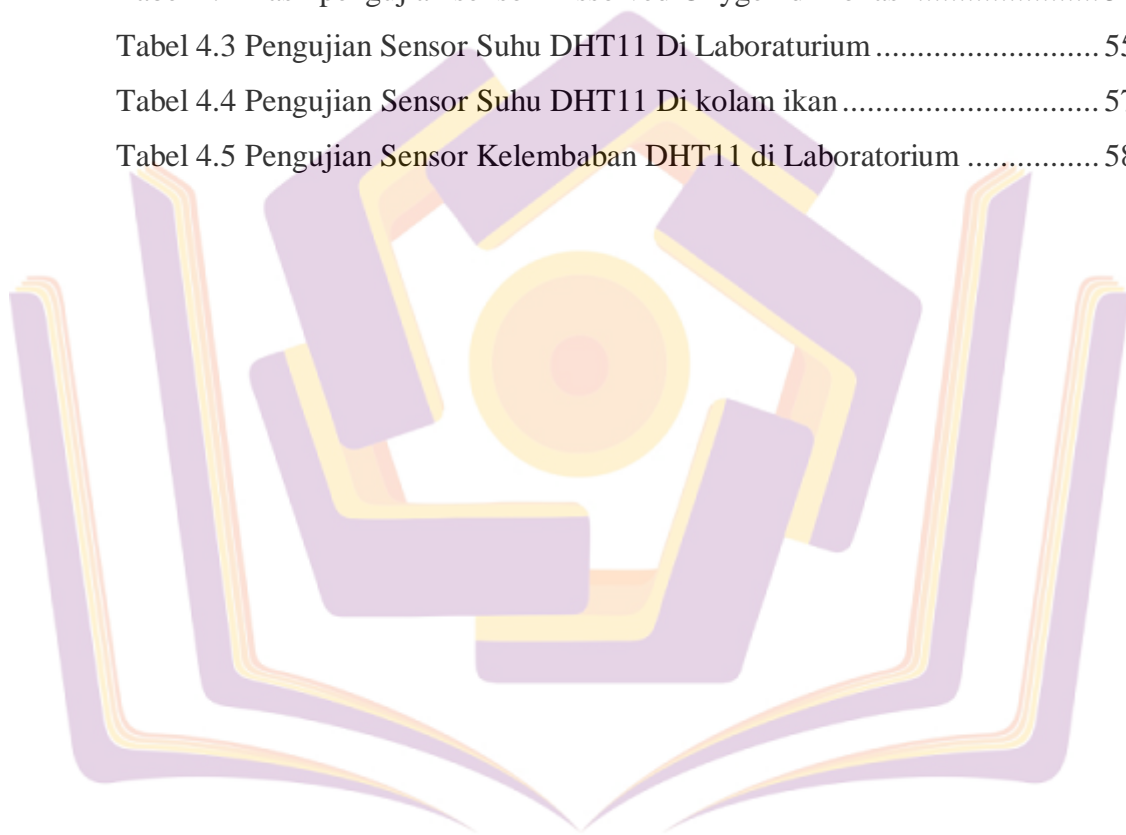 Tabel 4.3 Pengujian Sensor Suhu DHT11 Di Laboraturium ........................... 55
Tabel 4.4 Pengujian Sensor Suhu DHT11 Di kolam ikan ............................... 57
Tabel 4.5 Pengujian Sensor Kelembaban DHT11 di Laboratorium ................ 58